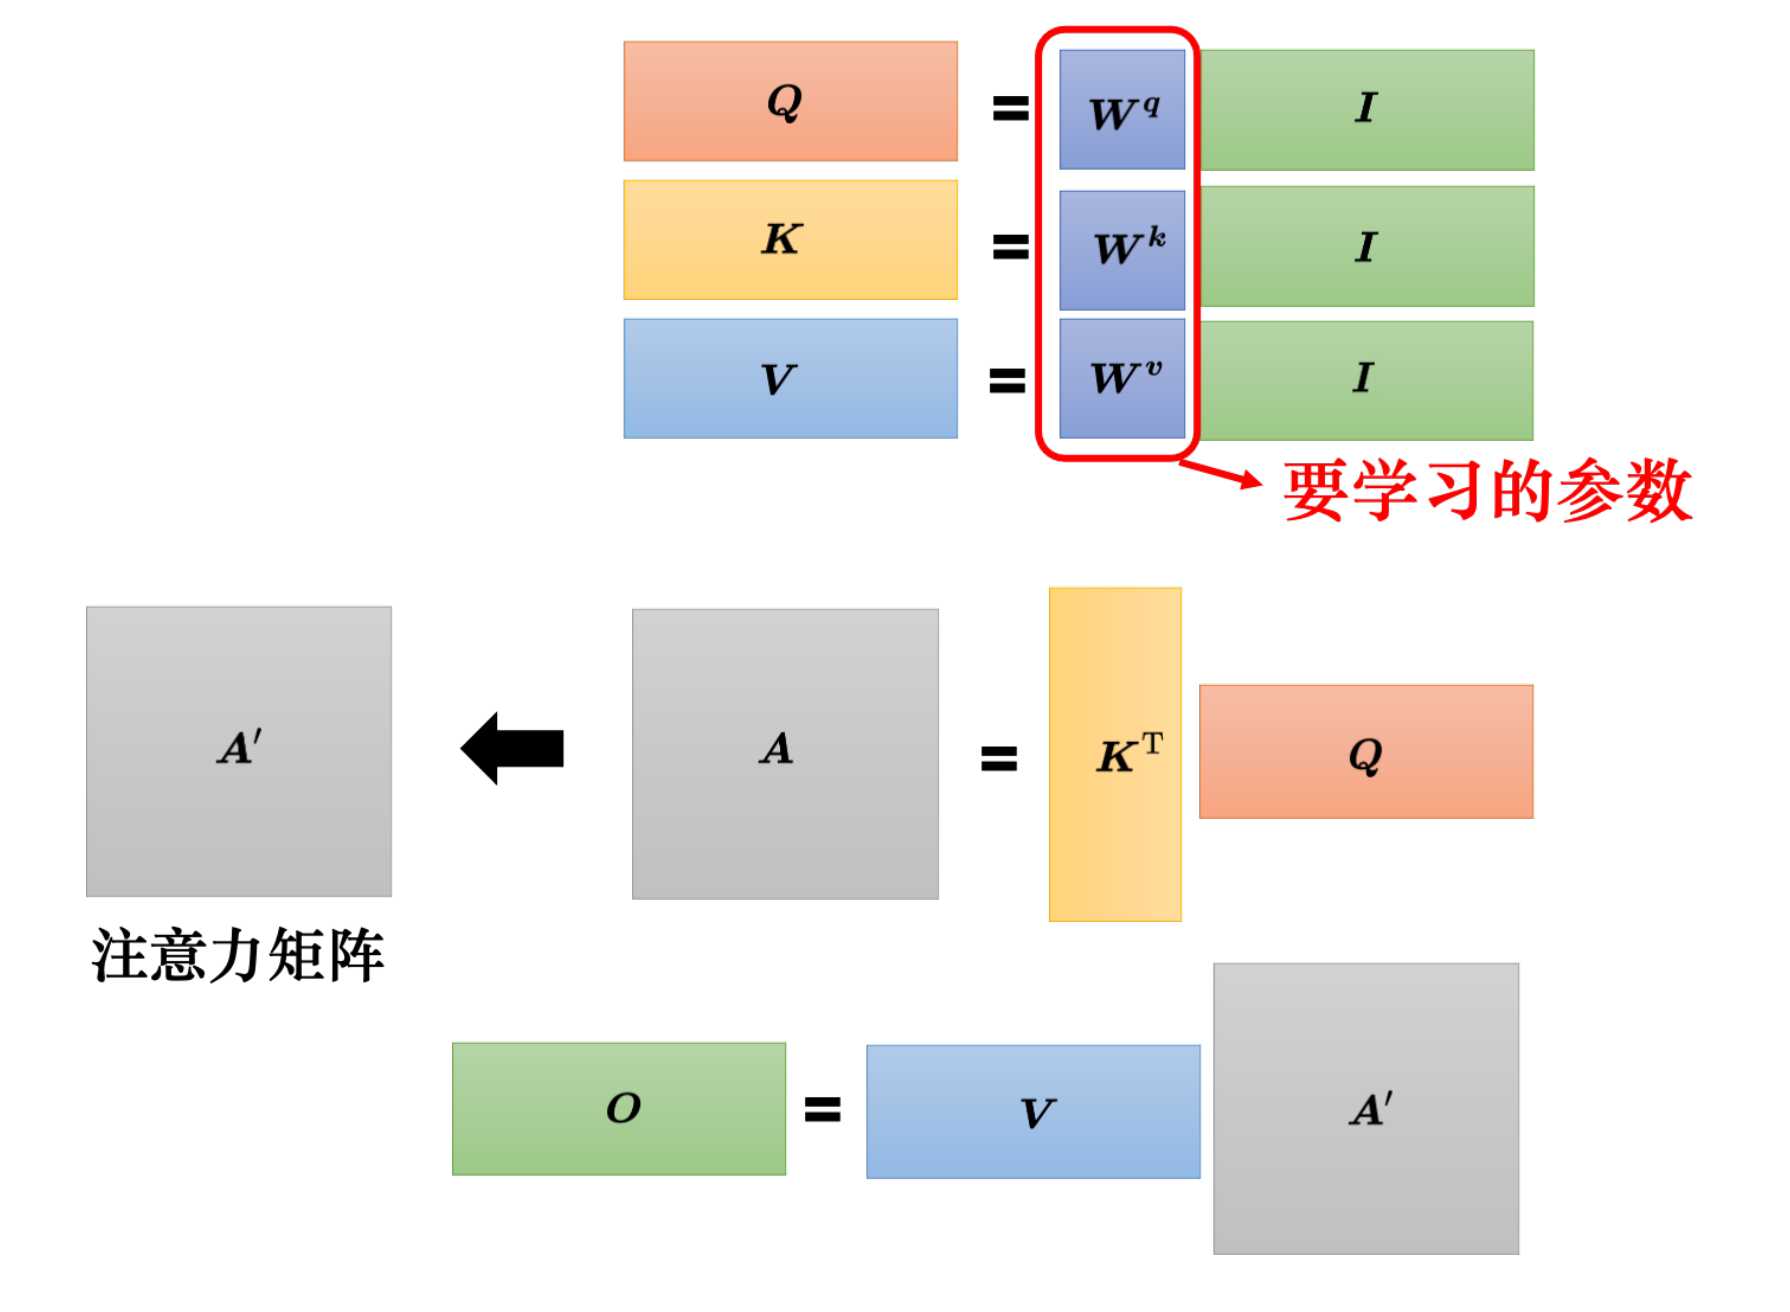 Q = W^q I
K = W^k I
V = W^v I
要学习的参数
A′ A = K^T Q
注意力矩阵
O = V A′